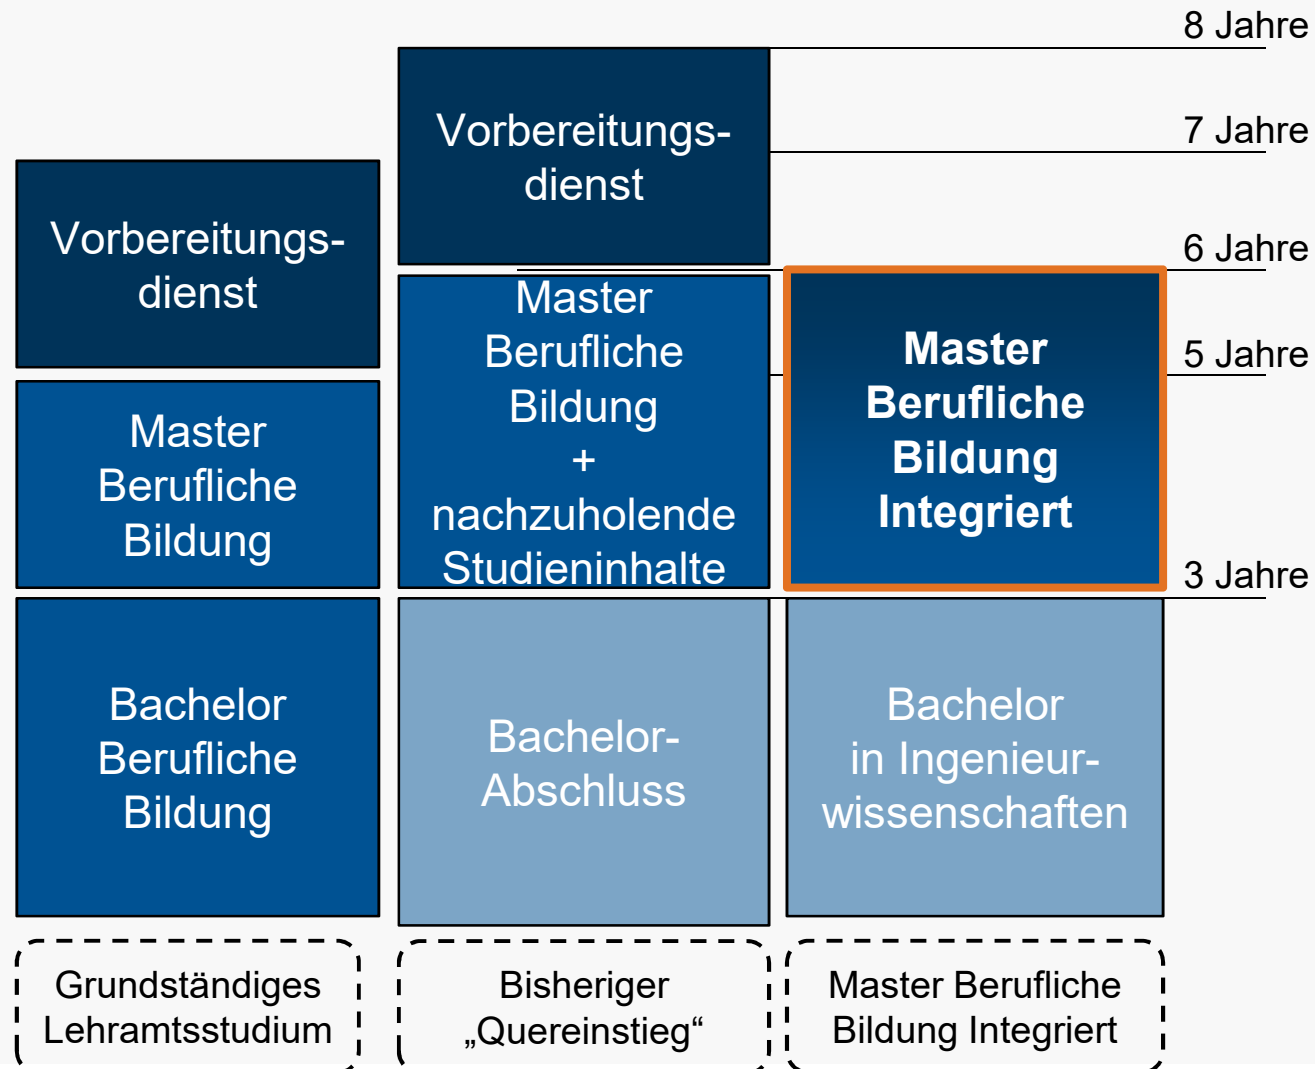 8 Jahre
7 Jahre
6 Jahre
5 Jahre
3 Jahre
Vorbereitungs-
dienst
Master
Berufliche
Bildung
Bachelor
Berufliche
Bildung
Grundständiges
Lehramtsstudium
Vorbereitungs-
dienst
Master
Berufliche
Bildung
+
nachzuholende
Studieninhalte
Bachelor-
Abschluss
Bisheriger
„Quereinstieg“
Master
Berufliche
Bildung
Integriert
Bachelor
in Ingenieur-
wissenschaften
Master Berufliche
Bildung Integriert